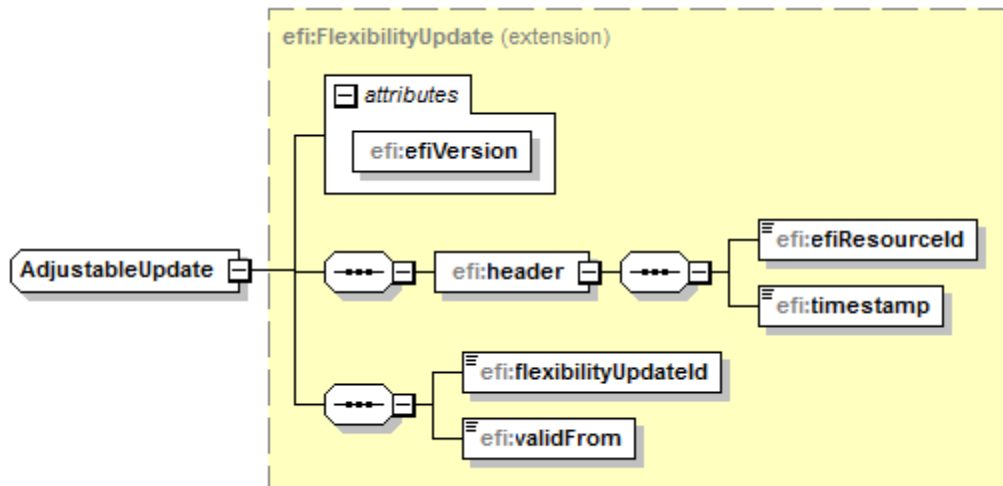 efi:FlexibilityUpdate (extension)
attributes
efi:efiVersion
AdjustableUpdate
efi:header
efi:efiResourceId
efi:timestamp
efi:flexibilityUpdateId
efi:validFrom